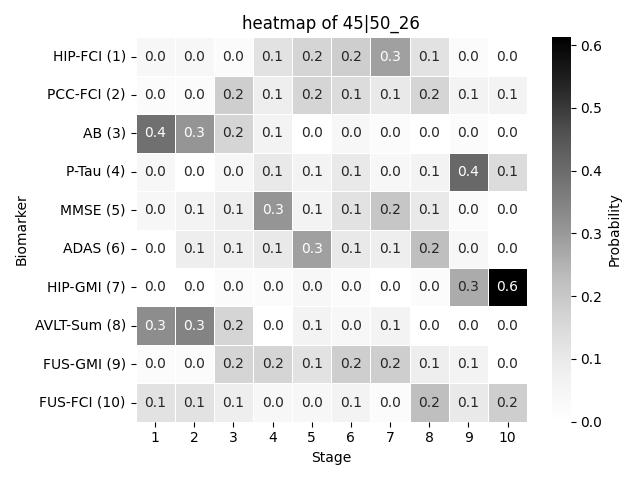 heatmap of 45|50_26
HIP-FCI (1) 0.0 0.0 0.0 0.1 0.2 0.2 0.3 0.1 0.0 0.0
PCC-FCI (2) 0.0 0.0 0.2 0.1 0.2 0.1 0.1 0.2 0.1 0.1
AB (3) 0.4 0.3 0.2 0.1 0.0 0.0 0.0 0.0 0.0 0.0
P-Tau (4) 0.0 0.0 0.0 0.1 0.1 0.1 0.0 0.1 0.4 0.1
MMSE (5) 0.0 0.1 0.1 0.3 0.1 0.1 0.2 0.1 0.0 0.0
ADAS (6) 0.0 0.1 0.1 0.1 0.3 0.1 0.1 0.2 0.0 0.0
HIP-GMI (7) 0.0 0.0 0.0 0.0 0.0 0.0 0.0 0.0 0.3 0.6
AVLT-Sum (8) 0.3 0.3 0.2 0.0 0.1 0.0 0.1 0.0 0.0 0.0
FUS-GMI (9) 0.0 0.0 0.2 0.2 0.1 0.2 0.2 0.1 0.1 0.0
FUS-FCI (10) 0.1 0.1 0.1 0.0 0.0 0.1 0.0 0.2 0.1 0.2
1 2 3 4 5 6 7 8 9 10
Stage
Biomarker
0.6
0.5
0.4
0.3
0.2
0.1
0.0
Probability